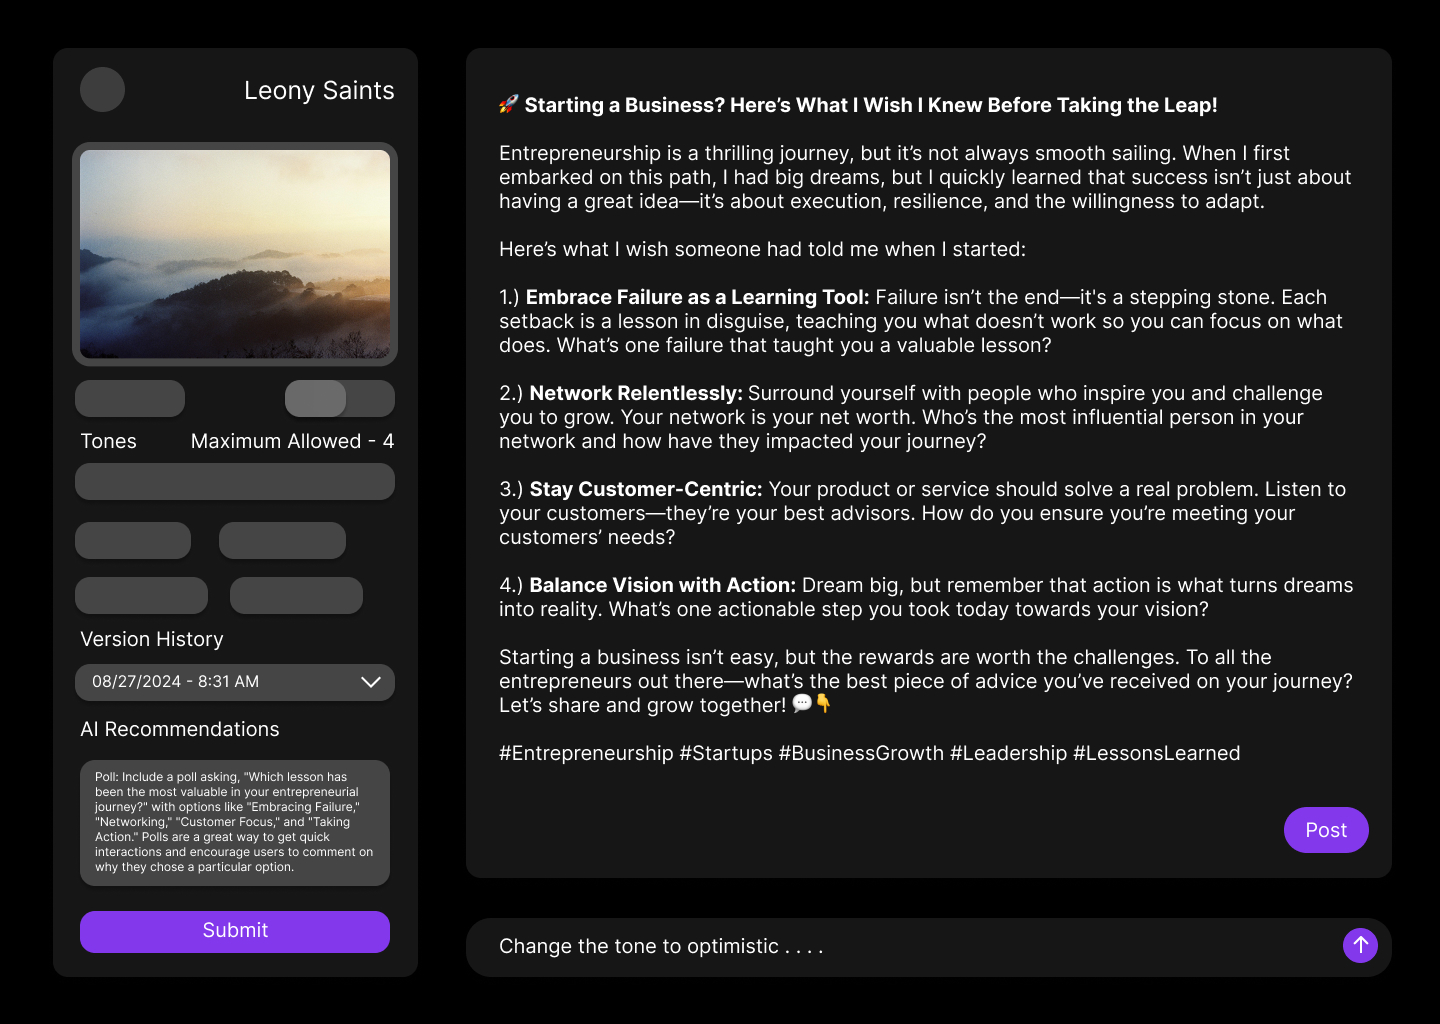 Leony Saints
Tones
Maximum Allowed - 4
Version History
08/27/2024 - 8:31 AM
AI Recommendations
Poll: Include a poll asking, "Which lesson has
been the most valuable in your entrepreneurial
journey?" with options like "Embracing Failure,"
"Networking," "Customer Focus," and "Taking
Action." Polls are a great way to get quick
interactions and encourage users to comment on
why they chose a particular option.
Submit
🚀 Starting a Business? Here’s What I Wish I Knew Before Taking the Leap!
Entrepreneurship is a thrilling journey, but it’s not always smooth sailing. When I first
embarked on this path, I had big dreams, but I quickly learned that success isn’t just about
having a great idea—it’s about execution, resilience, and the willingness to adapt.
Here’s what I wish someone had told me when I started:
1.) Embrace Failure as a Learning Tool: Failure isn’t the end—it's a stepping stone. Each
setback is a lesson in disguise, teaching you what doesn’t work so you can focus on what
does. What’s one failure that taught you a valuable lesson?
2.) Network Relentlessly: Surround yourself with people who inspire you and challenge
you to grow. Your network is your net worth. Who’s the most influential person in your
network and how have they impacted your journey?
3.) Stay Customer-Centric: Your product or service should solve a real problem. Listen to
your customers—they’re your best advisors. How do you ensure you’re meeting your
customers’ needs?
4.) Balance Vision with Action: Dream big, but remember that action is what turns dreams
into reality. What’s one actionable step you took today towards your vision?
Starting a business isn’t easy, but the rewards are worth the challenges. To all the
entrepreneurs out there—what’s the best piece of advice you’ve received on your journey?
Let’s share and grow together! 💬👇
#Entrepreneurship #Startups #BusinessGrowth #Leadership #LessonsLearned
Post
Change the tone to optimistic . . . .